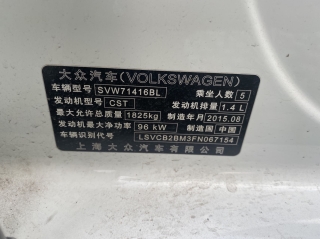 大众汽车(VOLKSWAGEN)
车辆型号 SVW71416BL 乘坐人数 5
发动机型号 CST 发动机排量 1.4 L
最大允许总质量 1825kg 制造年月 2015.08
发动机最大净功率 96 kW 制造国 中国
车辆识别代号 LSVCB2BM3FN067154
上海大众汽车有限公司